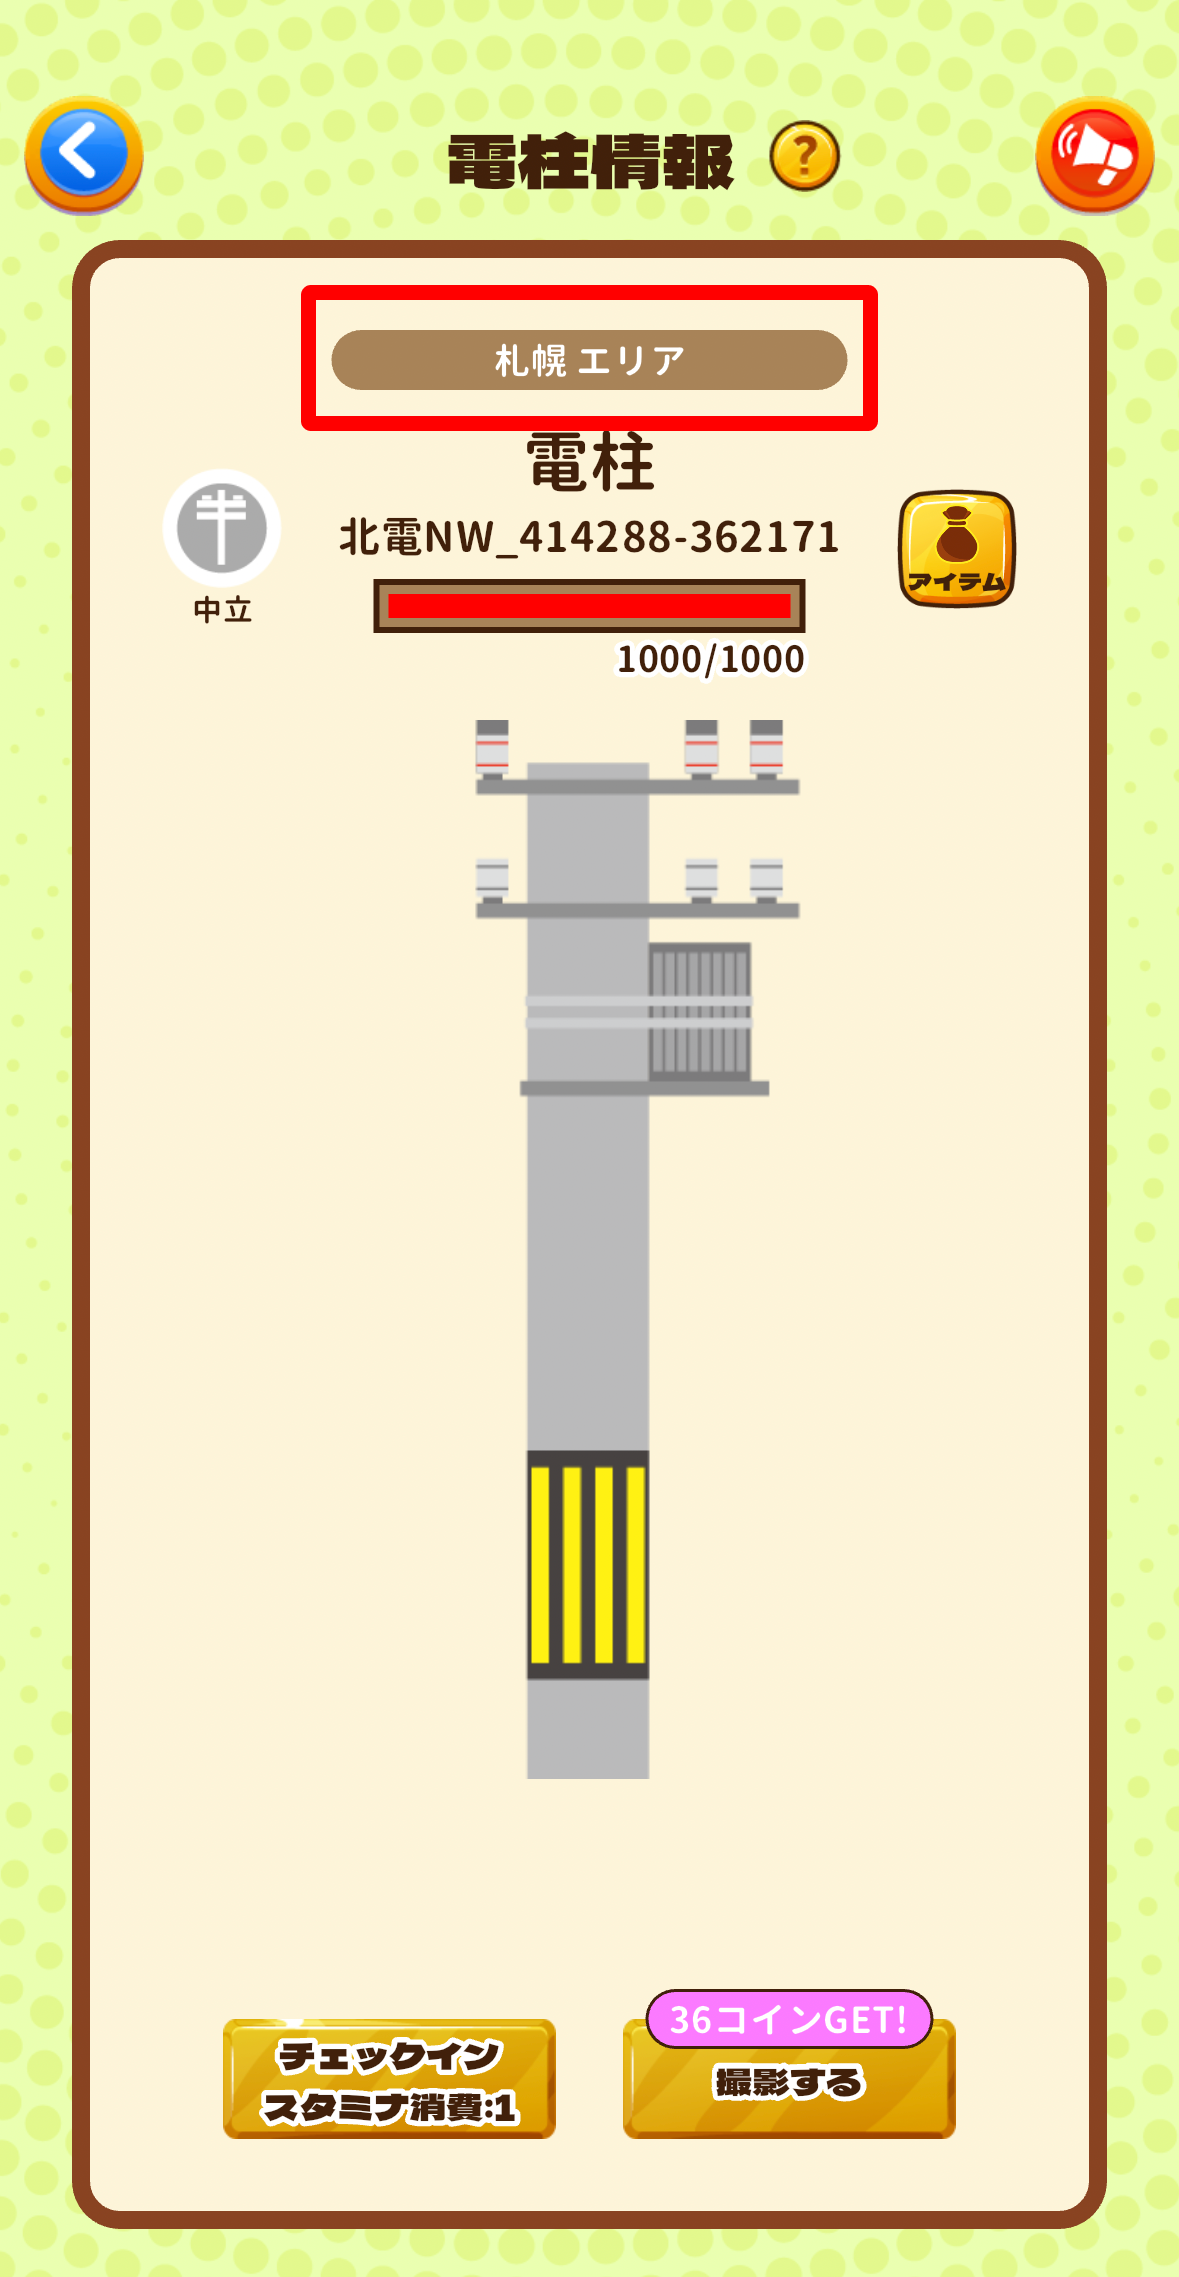 電柱情報
?
札幌 エリア
電柱
北電NW_414288-362171
中立
アイテム
1000/1000
36コインGET!
チェックイン
スタミナ消費:1
撮影する